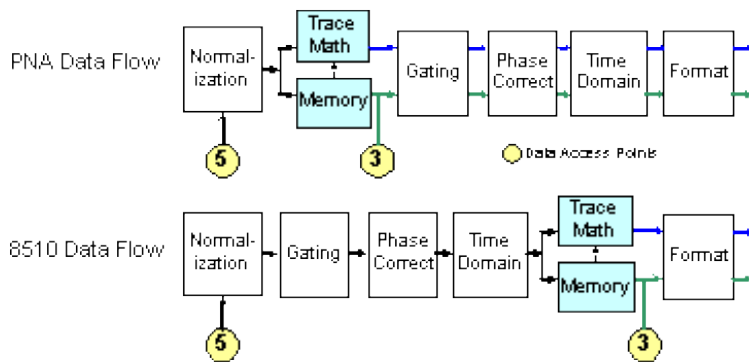 PNA Data Flow
Normal-
ization
Trace
Math
Memory
Gating
Phase
Correct
Time
Domain
Format
5
3
Data Access Points
8510 Data Flow
Normal-
ization
Gating
Phase
Correct
Time
Domain
Trace
Math
Memory
Format
5
3